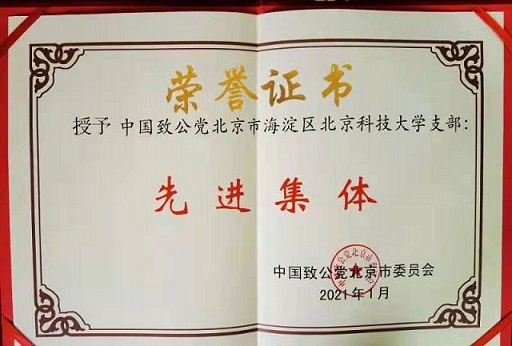 荣誉证书
授予 中国致公党北京市海淀区北京科技大学支部:
先进集体
中国致公党北京市委员会
2021年1月